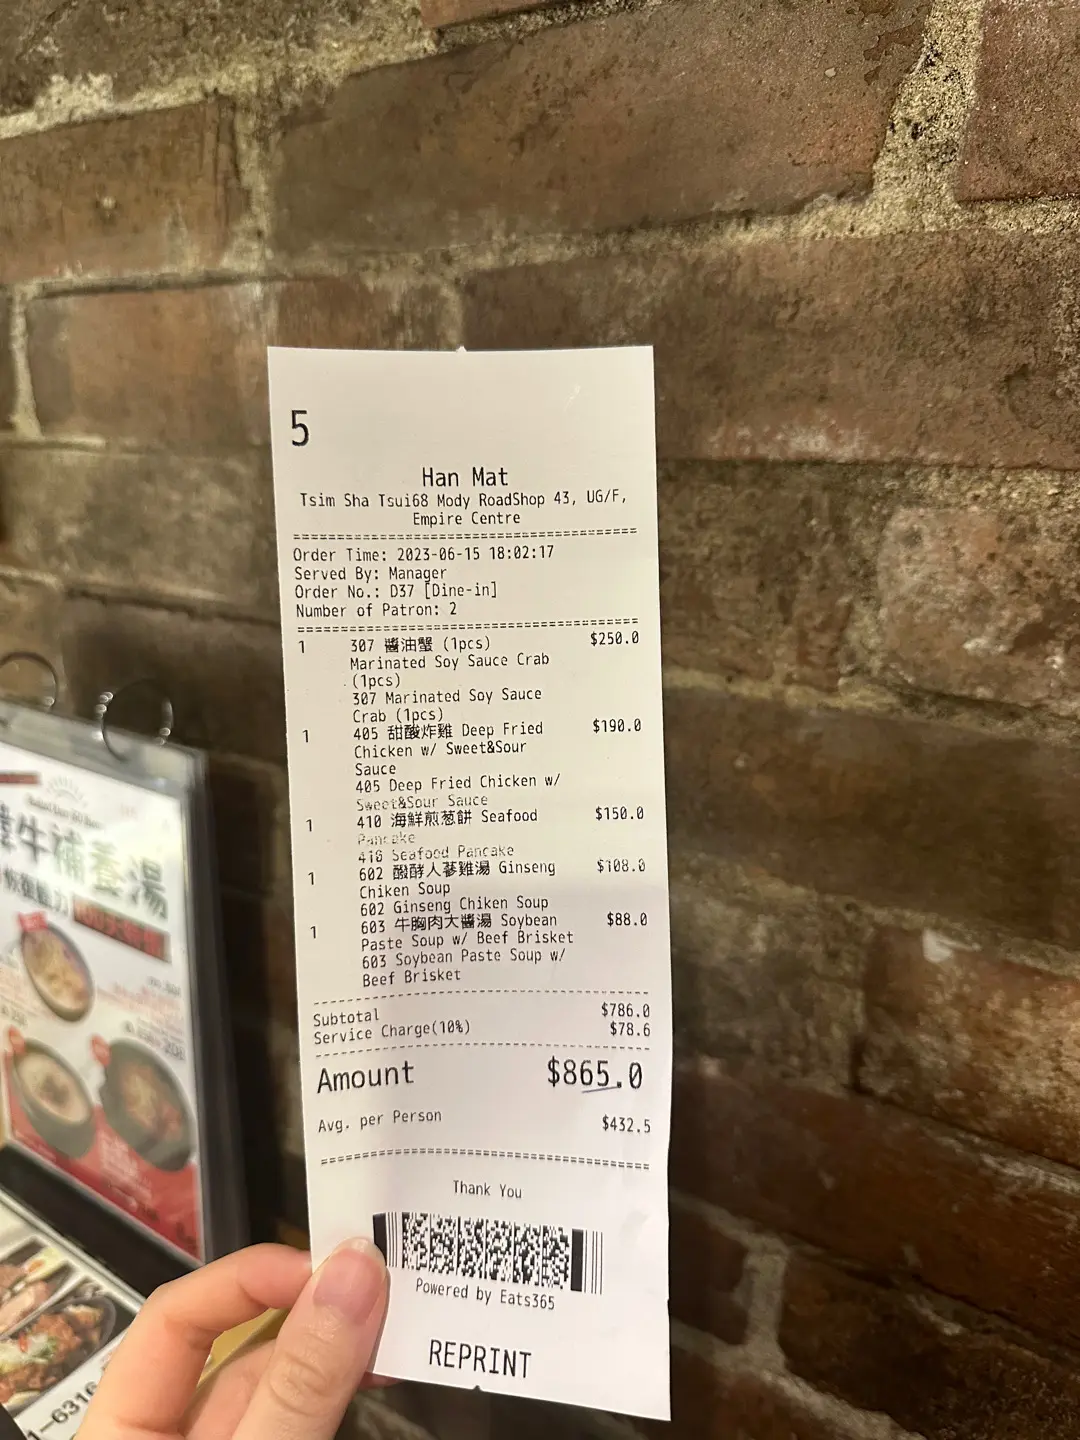 5
Han Mat
Tsim Sha Tsui68 Mody RoadShop 43, UG/F,
Empire Centre
Order Time: 2023-06-15 18:02:17
Served By: Manager
Order No.: D37 [Dine-in]
Number of Patron: 2
1 307 醬油蟹 (1pcs) $250.0
Marinated Soy Sauce Crab
(1pcs)
307 Marinated Soy Sauce
Crab (1pcs)
1 405 甜酸炸雞 Deep Fried $190.0
Chicken w/ Sweet&Sour
Sauce
405 Deep Fried Chicken w/
Sweet&Sour Sauce
1 410 海鮮煎葱餅 Seafood $150.0
Pancake
410 Seafood Pancake
1 602 醱酵人蔘雞湯 Ginseng $108.0
Chiken Soup
602 Ginseng Chiken Soup
1 603 牛胸肉大醬湯 Soybean $88.0
Paste Soup w/ Beef Brisket
603 Soybean Paste Soup w/
Beef Brisket
Subtotal $786.0
Service Charge(10%) $78.6
Amount $865.0
Avg. per Person $432.5
Thank You
Powered by Eats365
REPRINT
牛補養湯